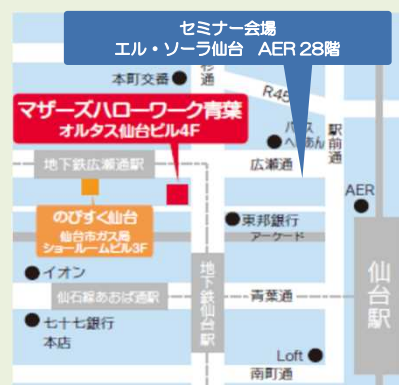 セミナー会場
エル・ソーラ仙台 AER 28階
杉
通
本町交番
R45
マザーズハローワーク青葉
オルタス仙台ビル4F
駅前通
地下鉄広瀬通駅
広瀬通
AER
のびすく仙台
仙台市ガス局
ショールームビル3F
東邦銀行
アーケード
イオン
地下鉄仙台駅
仙台駅
仙石線あおば通駅
青葉通
七十七銀行
本店
Loft
南町通